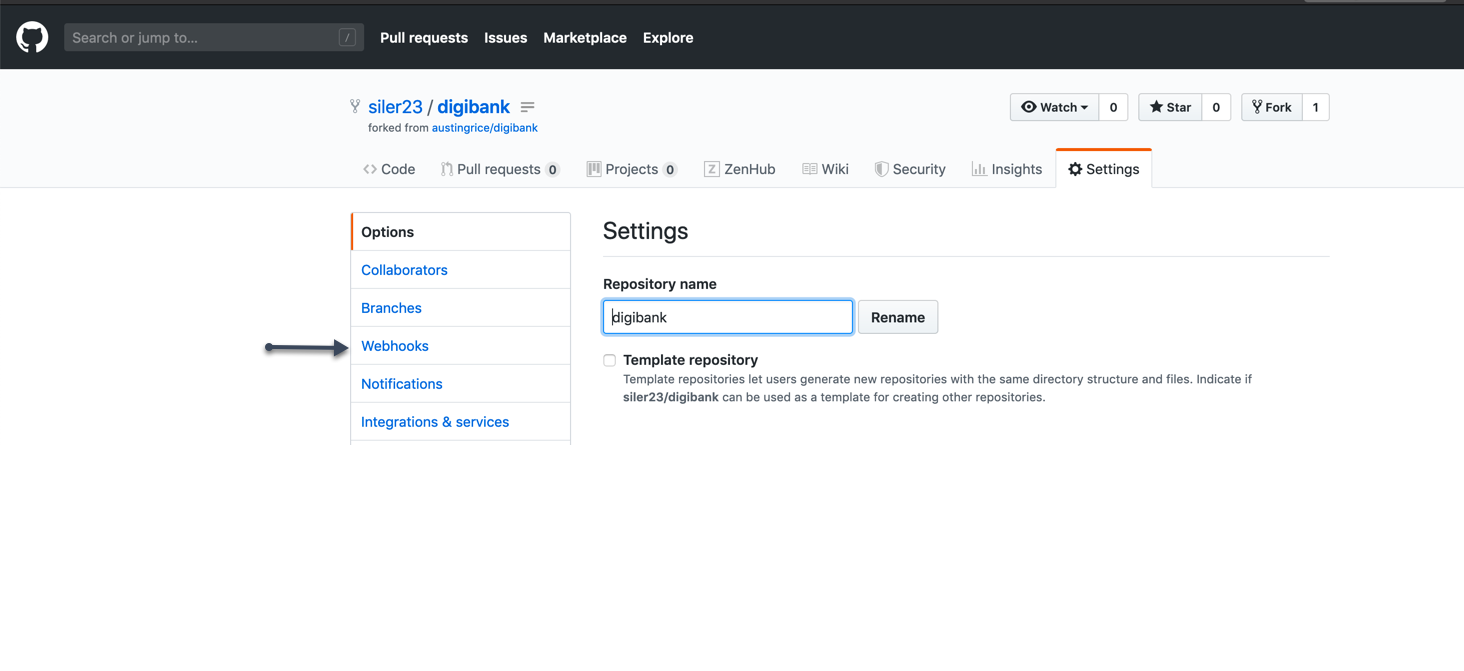 Search or jump to... /
Pull requests Issues Marketplace Explore
siler23 / digibank
Watch 0 Star 0 Fork 1
forked from austingrice/digibank
Code Pull requests 0 Projects 0 Z ZenHub Wiki Security Insights Settings
Options
Collaborators
Branches
Webhooks
Notifications
Integrations & services
Settings
Repository name
digibank Rename
Template repository
Template repositories let users generate new repositories with the same directory structure and files. Indicate if
siler23/digibank can be used as a template for creating other repositories.